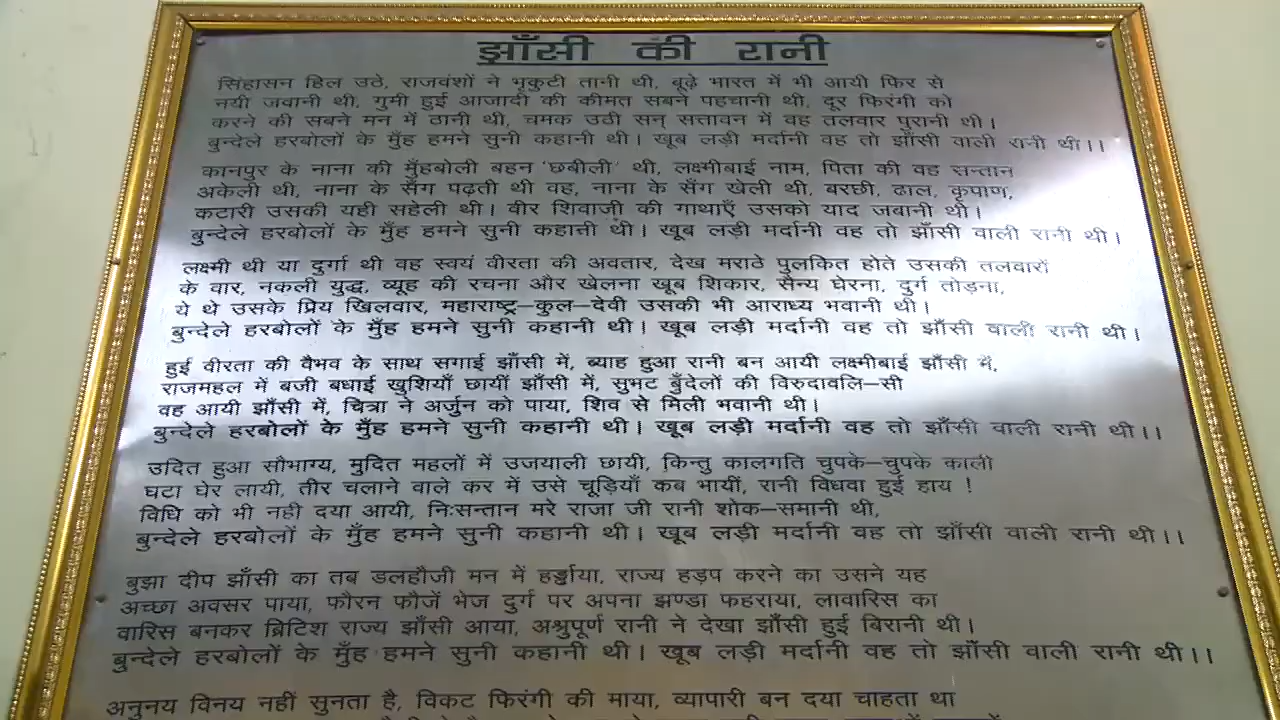 झाँसी की रानी
सिंहासन हिल उठे, राजवंशों ने भृकुटी तानी थी, बूढ़े भारत में भी आयी फिर से
नयी जवानी थी, गुमी हुई आजादी की कीमत सबने पहचानी थी, दूर फिरंगी को
करने की सबने मन में ठानी थी, चमक उठी सन् सत्तावन में वह तलवार पुरानी थी।
बुन्देले हरबोलों के मुँह हमने सुनी कहानी थी। खूब लड़ी मर्दानी वह तो झाँसी वाली रानी थी।।
कानपुर के नाना की मुँहबोली बहन 'छबीली' थी, लक्ष्मीबाई नाम, पिता की वह सन्तान
अकेली थी, नाना के सँग पढ़ती थी वह, नाना के सँग खेली थी, बरछी, ढाल, कृपाण,
कटारी उसकी यही सहेली थी। वीर शिवाजी की गाथाएँ उसको याद जबानी थी।
बुन्देले हरबोलों के मुँह हमने सुनी कहानी थी। खूब लड़ी मर्दानी वह तो झाँसी वाली रानी थी।
लक्ष्मी थी या दुर्गा थी वह स्वयं वीरता की अवतार, देख मराठे पुलकित होते उसकी तलवारों
के वार, नकली युद्ध, व्यूह की रचना और खेलना खूब शिकार, सैन्य घेरना, दुर्ग तोड़ना,
ये थे उसके प्रिय खिलवार, महाराष्ट्र–कुल–देवी उसकी भी आराध्य भवानी थी।
बुन्देले हरबोलों के मुँह हमने सुनी कहानी थी। खूब लड़ी मर्दानी वह तो झाँसी वाली रानी थी।
हुई वीरता की वैभव के साथ सगाई झाँसी में, ब्याह हुआ रानी बन आयी लक्ष्मीबाई झाँसी में,
राजमहल में बजी बधाई खुशियाँ छायीं झाँसी में, सुभट बुँदेलों की विरुदावलि–सी
वह आयी झाँसी में, चित्रा ने अर्जुन को पाया, शिव से मिली भवानी थी।
बुन्देले हरबोलों के मुँह हमने सुनी कहानी थी। खूब लड़ी मर्दानी वह तो झाँसी वाली रानी थी।।
उदित हुआ सौभाग्य, मुदित महलों में उजयाली छायी, किन्तु कालगति चुपके–चुपके काली
घटा घेर लायी, तीर चलाने वाले कर में उसे चूड़ियाँ कब भायीं, रानी विधवा हुई हाय !
विधि को भी नही दया आयी, निःसन्तान मरे राजा जी रानी शोक–समानी थी,
बुन्देले हरबोलों के मुँह हमने सुनी कहानी थी। खूब लड़ी मर्दानी वह तो झाँसी वाली रानी थी।।
बुझा दीप झाँसी का तब डलहौजी मन में राज्य हड़प करने का उसने यह
अच्छा अवसर पाया, फौरन फौजें भेज दुर्ग पर अपना झण्डा फहराया, लावारिस का
वारिस बनकर ब्रिटिश राज्य झाँसी आया, अश्रुपूर्ण रानी ने देखा झाँसी हुई बिरानी थी।
बुन्देले हरबोलों के मुँह हमने सुनी कहानी थी। खूब लड़ी मर्दानी वह तो झाँसी वाली रानी थी।।
अनुनय विनय नहीं सुनता है, विकट फिरंगी की माया, व्यापारी बन दया चाहता था